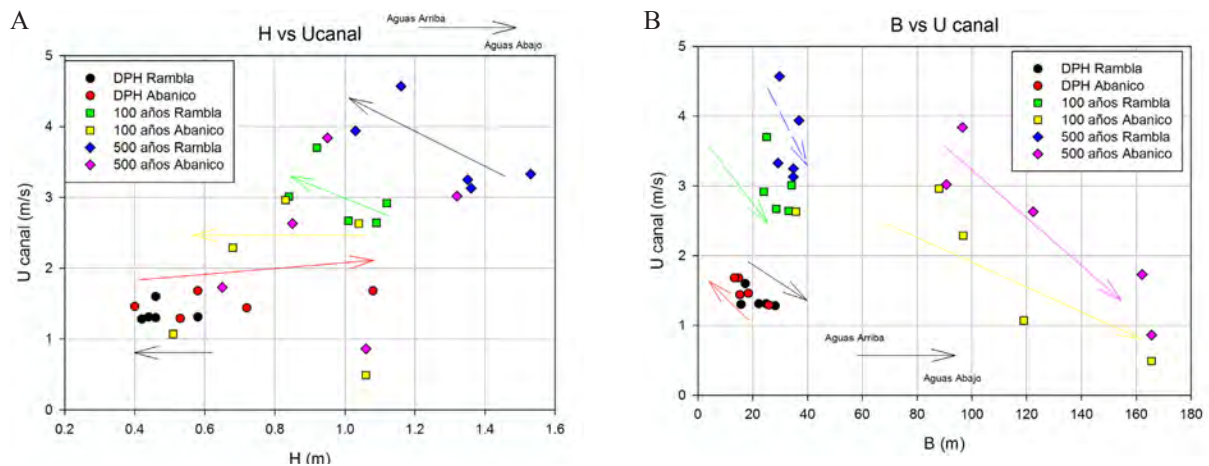 A
H vs Ucanal
Aguas Arriba
Aguas Abajo
DPH Rambla
DPH Abanico
100 años Rambla
100 años Abanico
500 años Rambla
500 años Abanico
U canal (m/s)
5
4
3
2
1
0
0.2
0.4
0.6
0.8
1.0
1.2
1.4
1.6
H (m)
B
B vs U canal
DPH Rambla
DPH Abanico
100 años Rambla
100 años Abanico
500 años Rambla
500 años Abanico
Aguas Arriba
Aguas Abajo
U canal (m/s)
5
4
3
2
1
0
0
20
40
60
80
100
120
140
160
180
B (m)